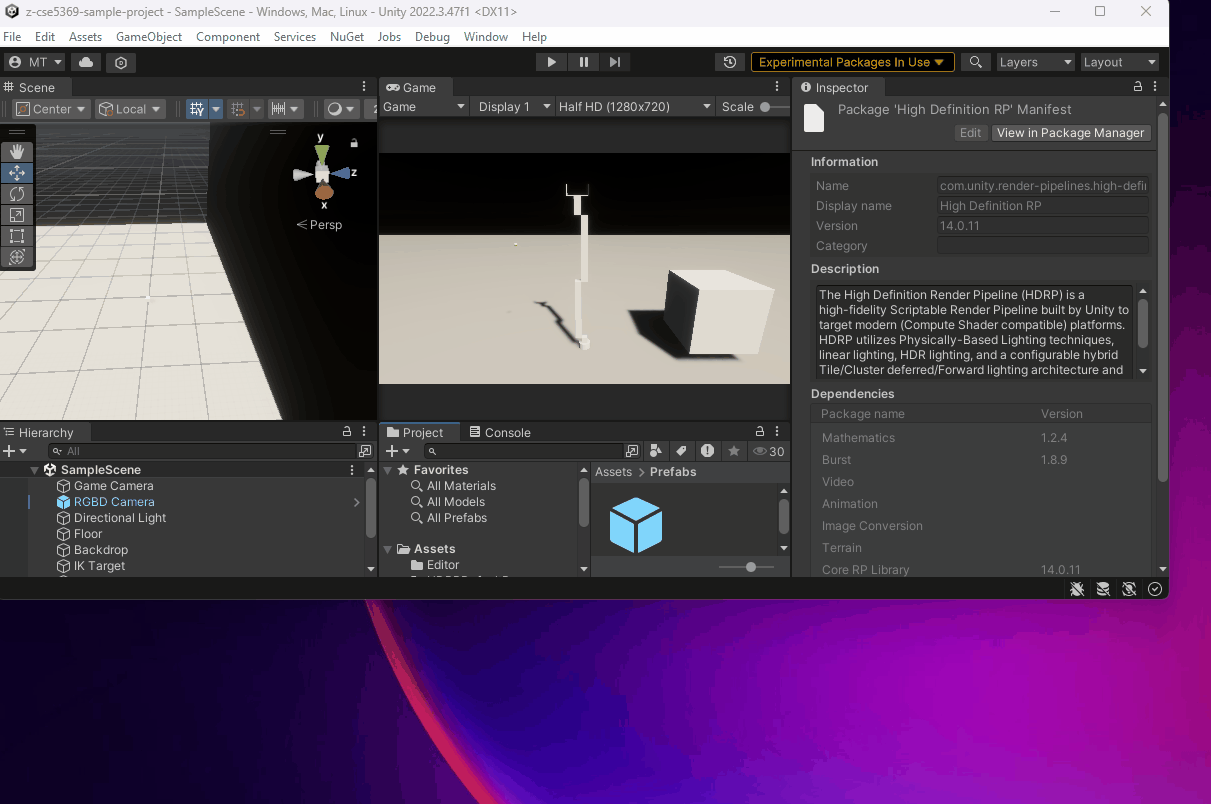 z-cse5369-sample-project - SampleScene - Windows, Mac, Linux - Unity 2022.3.47f1 <DX11>
File Edit Assets GameObject Component Services NuGet Jobs Debug Window Help
MT Experimental Packages In Use Layers Layout
Scene
Center Local
y
z
x
Persp
Game
Game Display 1 Half HD (1280x720) Scale
Inspector
Package 'High Definition RP' Manifest
Edit View in Package Manager
Information
Name com.unity.render-pipelines.high-defi
Display name High Definition RP
Version 14.0.11
Category
Description
The High Definition Render Pipeline (HDRP) is a
high-fidelity Scriptable Render Pipeline built by Unity to
target modern (Compute Shader compatible) platforms.
HDRP utilizes Physically-Based Lighting techniques,
linear lighting, HDR lighting, and a configurable hybrid
Tile/Cluster deferred/Forward lighting architecture and
Dependencies
Package name Version
Mathematics 1.2.4
Burst 1.8.9
Video
Animation
Image Conversion
Terrain
Core RP Library 14.0.11
Hierarchy
All
SampleScene
Game Camera
RGBD Camera
Directional Light
Floor
Backdrop
IK Target
Project Console
30
Favorites
All Materials
All Models
All Prefabs
Assets
Editor
Assets > Prefabs